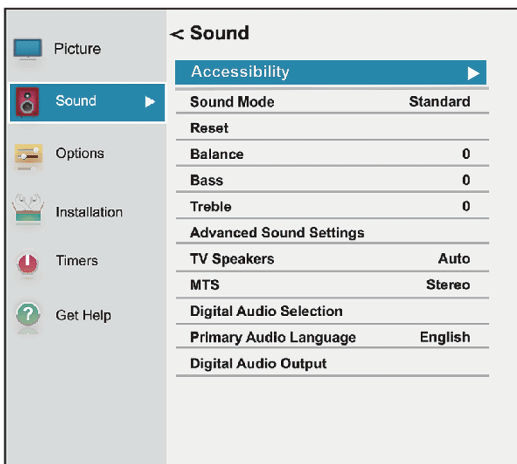 Picture
Sound
Options
Installation
Timers
Get Help
< Sound
Accessibility
Sound Mode Standard
Reset
Balance 0
Bass 0
Treble 0
Advanced Sound Settings
TV Speakers Auto
MTS Stereo
Digital Audio Selection
Primary Audio Language English
Digital Audio Output